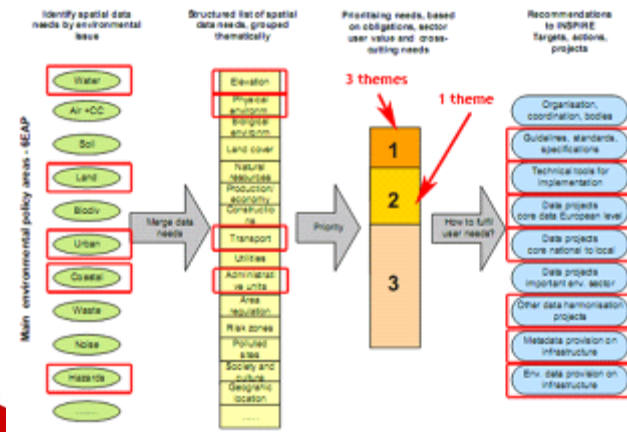 Identify spatial data
needs by environmental
issue
Structured list of spatial
data needs, grouped
thematically
Prioritising needs, based
on obligations, sector
user value and cross-
cutting needs
Recommendations
to INSPIRE
Targets, actions,
projects
Main environmental policy areas - 6EAP
Water
Air +CC
Soil
Land
Biodiv
Urban
Coastal
Waste
Noise
Hazards
......
Merge data
needs
Elevation
Physical
environm.
Biological
environm.
Land cover
Natural
resources
Production/
economy
Constructio
ns
Transport
Utilities
Administrati
ve units
Area
regulation
Risk zones
Polluted
sites
Society and
culture
Geographic
location
......
Priority
3 themes
1 theme
1
2
3
How to fulfil
user needs?
Organisation,
coordination, bodies
Guidelines, standards,
specifications
Technical tools for
implementation
Data projects
core data European level
Data projects
core national to local
Data projects
important env. sector
Other data harmonisation
projects
Metadata provision on
infrastructure
Env. data provision on
infrastructure